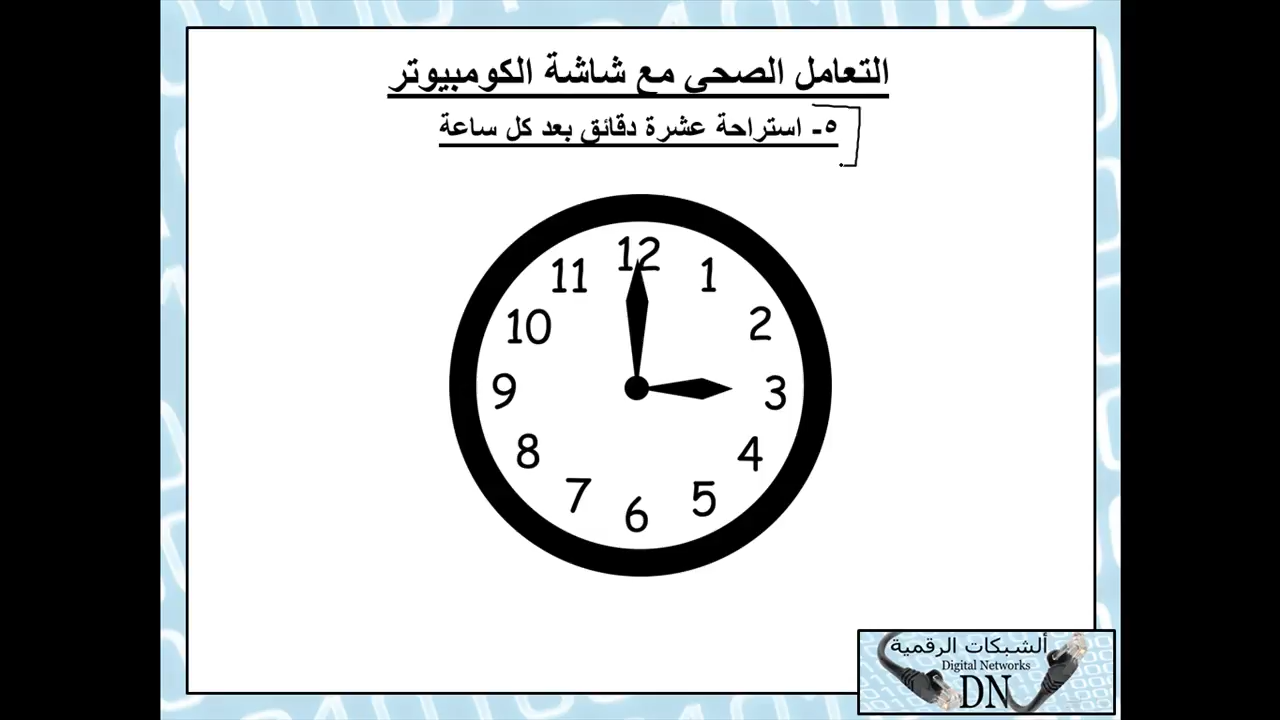 التعامل الصحي مع شاشة الكومبيوتر
٥- استراحة عشرة دقائق بعد كل ساعة
12
1
2
3
4
5
6
7
8
9
10
11
ألشبكات الرقمية
Digital Networks
DN